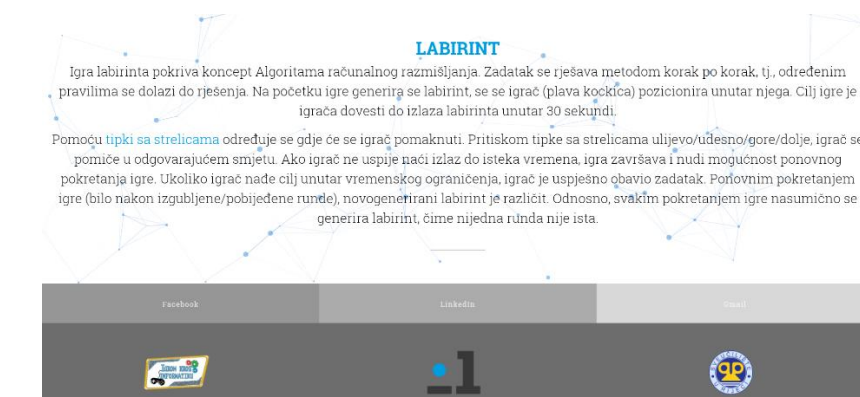 LABIRINT
Igra labirinta pokriva koncept Algoritama računalnog razmišljanja. Zadatak se rješava metodom korak po korak, tj., određenim
pravilima se dolazi do rješenja. Na početku igre generira se labirint, se se igrač (plava kockica) pozicionira unutar njega. Cilj igre je
igrača dovesti do izlaza labirinta unutar 30 sekundi.
Pomoću tipki sa strelicama određuje se gdje će se igrač pomaknuti. Pritiskom tipke sa strelicama ulijevo/udesno/gore/dolje, igrač se
pomiče u odgovarajućem smjetu. Ako igrač ne uspije naći izlaz do isteka vremena, igra završava i nudi mogućnost ponovnog
pokretanja igre. Ukoliko igrač nađe cilj unutar vremenskog ograničenja, igrač je uspješno obavio zadatak. Ponovnim pokretanjem
igre (bilo nakon izgubljene/pobijeđene runde), novogenerirani labirint je različit. Odnosno, svakim pokretanjem igre nasumično se
generira labirint, čime nijedna runda nije ista.
Facebook
Linkedin
Gmail